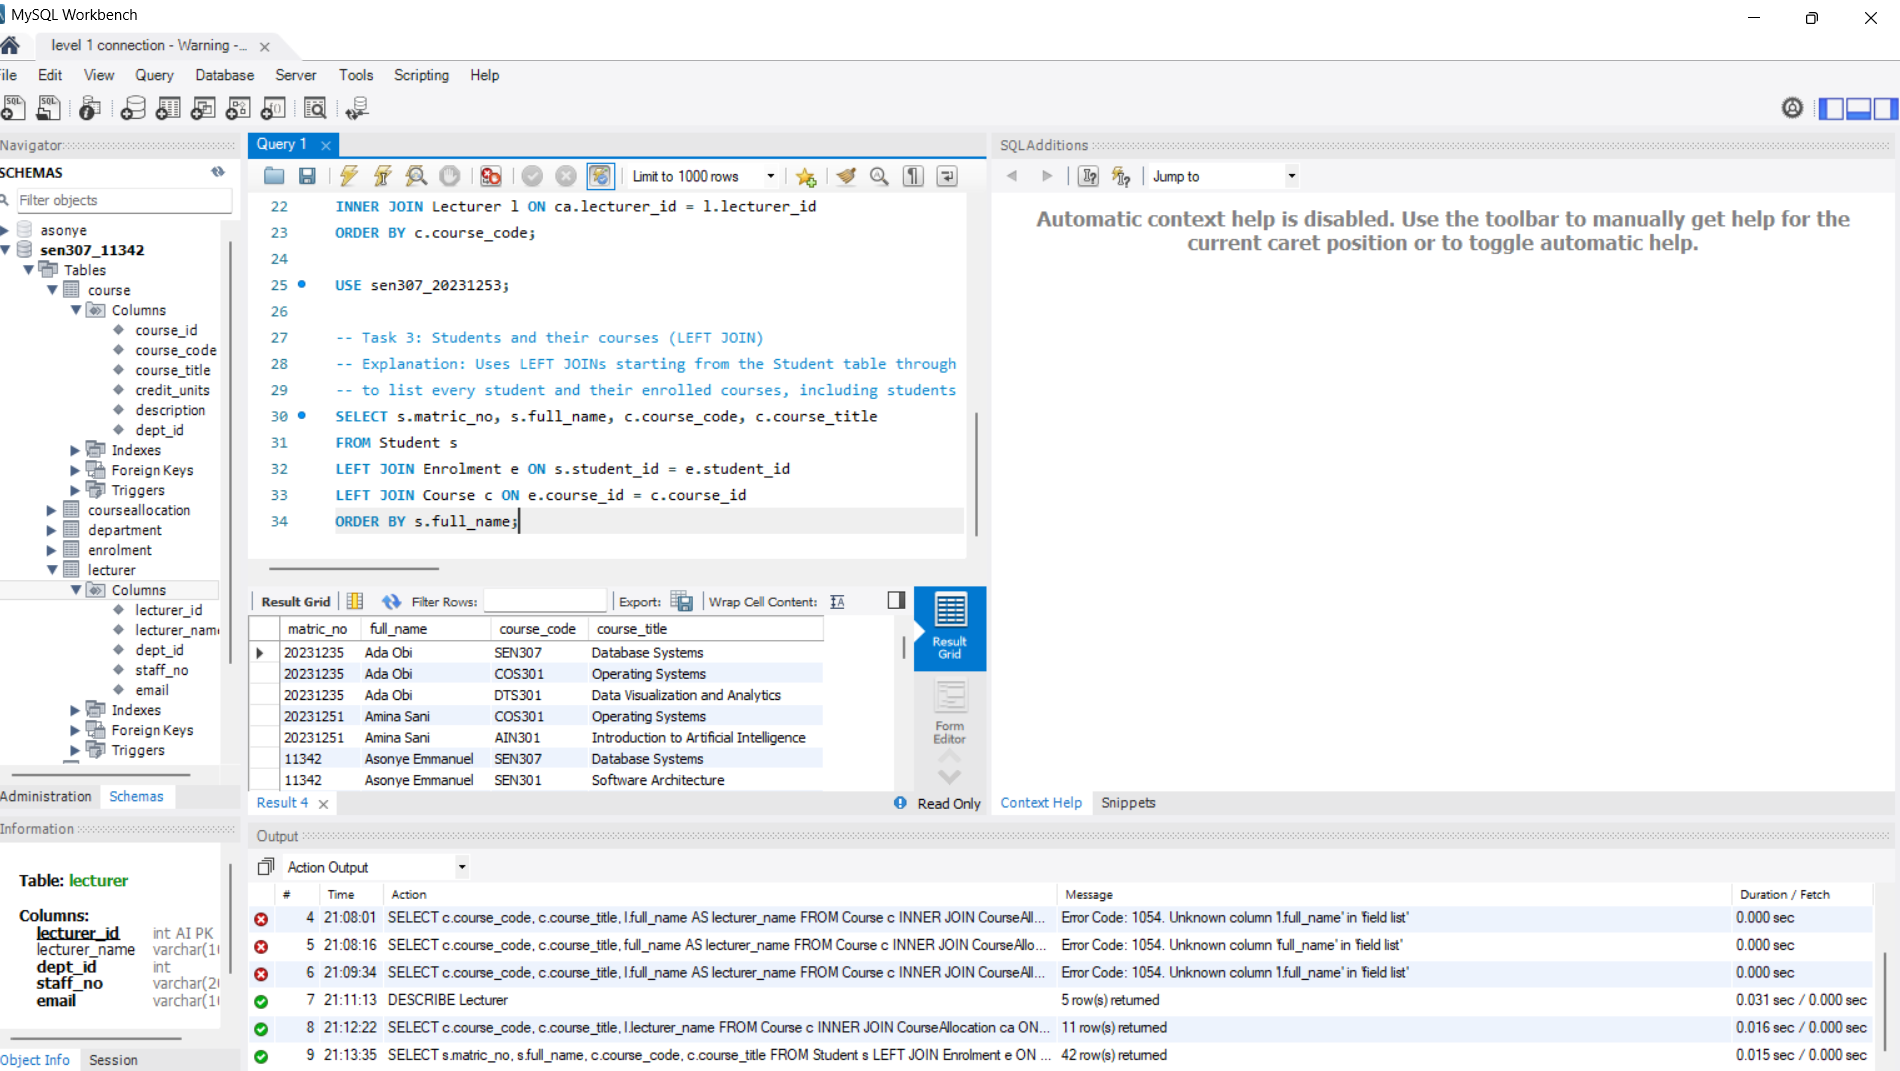 MySQL Workbench
level 1 connection - Warning -...
File Edit View Query Database Server Tools Scripting Help
Navigator
SCHEMAS
Filter objects
asonye
sen307_11342
Tables
course
Columns
course_id
course_code
course_title
credit_units
description
dept_id
Indexes
Foreign Keys
Triggers
courseallocation
department
enrolment
lecturer
Columns
lecturer_id
lecturer_name
dept_id
staff_no
email
Indexes
Foreign Keys
Triggers
Administration Schemas
Information
Table: lecturer
Columns:
lecturer_id int AI PK
lecturer_name varchar(1
dept_id int
staff_no varchar(2
email varchar(1
Object Info Session
Query 1
Limit to 1000 rows
22 INNER JOIN Lecturer l ON ca.lecturer_id = l.lecturer_id
23 ORDER BY c.course_code;
24
25 USE sen307_20231253;
26
27 -- Task 3: Students and their courses (LEFT JOIN)
28 -- Explanation: Uses LEFT JOINs starting from the Student table through
29 -- to list every student and their enrolled courses, including students
30 SELECT s.matric_no, s.full_name, c.course_code, c.course_title
31 FROM Student s
32 LEFT JOIN Enrolment e ON s.student_id = e.student_id
33 LEFT JOIN Course c ON e.course_id = c.course_id
34 ORDER BY s.full_name;
Result Grid Filter Rows: Export: Wrap Cell Content:
matric_no full_name course_code course_title
20231235 Ada Obi SEN307 Database Systems
20231235 Ada Obi COS301 Operating Systems
20231235 Ada Obi DTS301 Data Visualization and Analytics
20231251 Amina Sani COS301 Operating Systems
20231251 Amina Sani AIN301 Introduction to Artificial Intelligence
11342 Asonye Emmanuel SEN307 Database Systems
11342 Asonye Emmanuel SEN301 Software Architecture
Result Grid
Form Editor
Result 4
Read Only
SQLAdditions
Jump to
Automatic context help is disabled. Use the toolbar to manually get help for the
current caret position or to toggle automatic help.
Context Help Snippets
Output
Action Output
# Time Action Message Duration / Fetch
4 21:08:01 SELECT c.course_code, c.course_title, l.full_name AS lecturer_name FROM Course c INNER JOIN CourseAll... Error Code: 1054. Unknown column 'l.full_name' in 'field list' 0.000 sec
5 21:08:16 SELECT c.course_code, c.course_title, full_name AS lecturer_name FROM Course c INNER JOIN CourseAllo... Error Code: 1054. Unknown column 'full_name' in 'field list' 0.000 sec
6 21:09:34 SELECT c.course_code, c.course_title, l.full_name AS lecturer_name FROM Course c INNER JOIN CourseAll... Error Code: 1054. Unknown column 'l.full_name' in 'field list' 0.000 sec
7 21:11:13 DESCRIBE Lecturer 5 row(s) returned 0.031 sec / 0.000 sec
8 21:12:22 SELECT c.course_code, c.course_title, l.lecturer_name FROM Course c INNER JOIN CourseAllocation ca ON... 11 row(s) returned 0.016 sec / 0.000 sec
9 21:13:35 SELECT s.matric_no, s.full_name, c.course_code, c.course_title FROM Student s LEFT JOIN Enrolment e ON ... 42 row(s) returned 0.015 sec / 0.000 sec